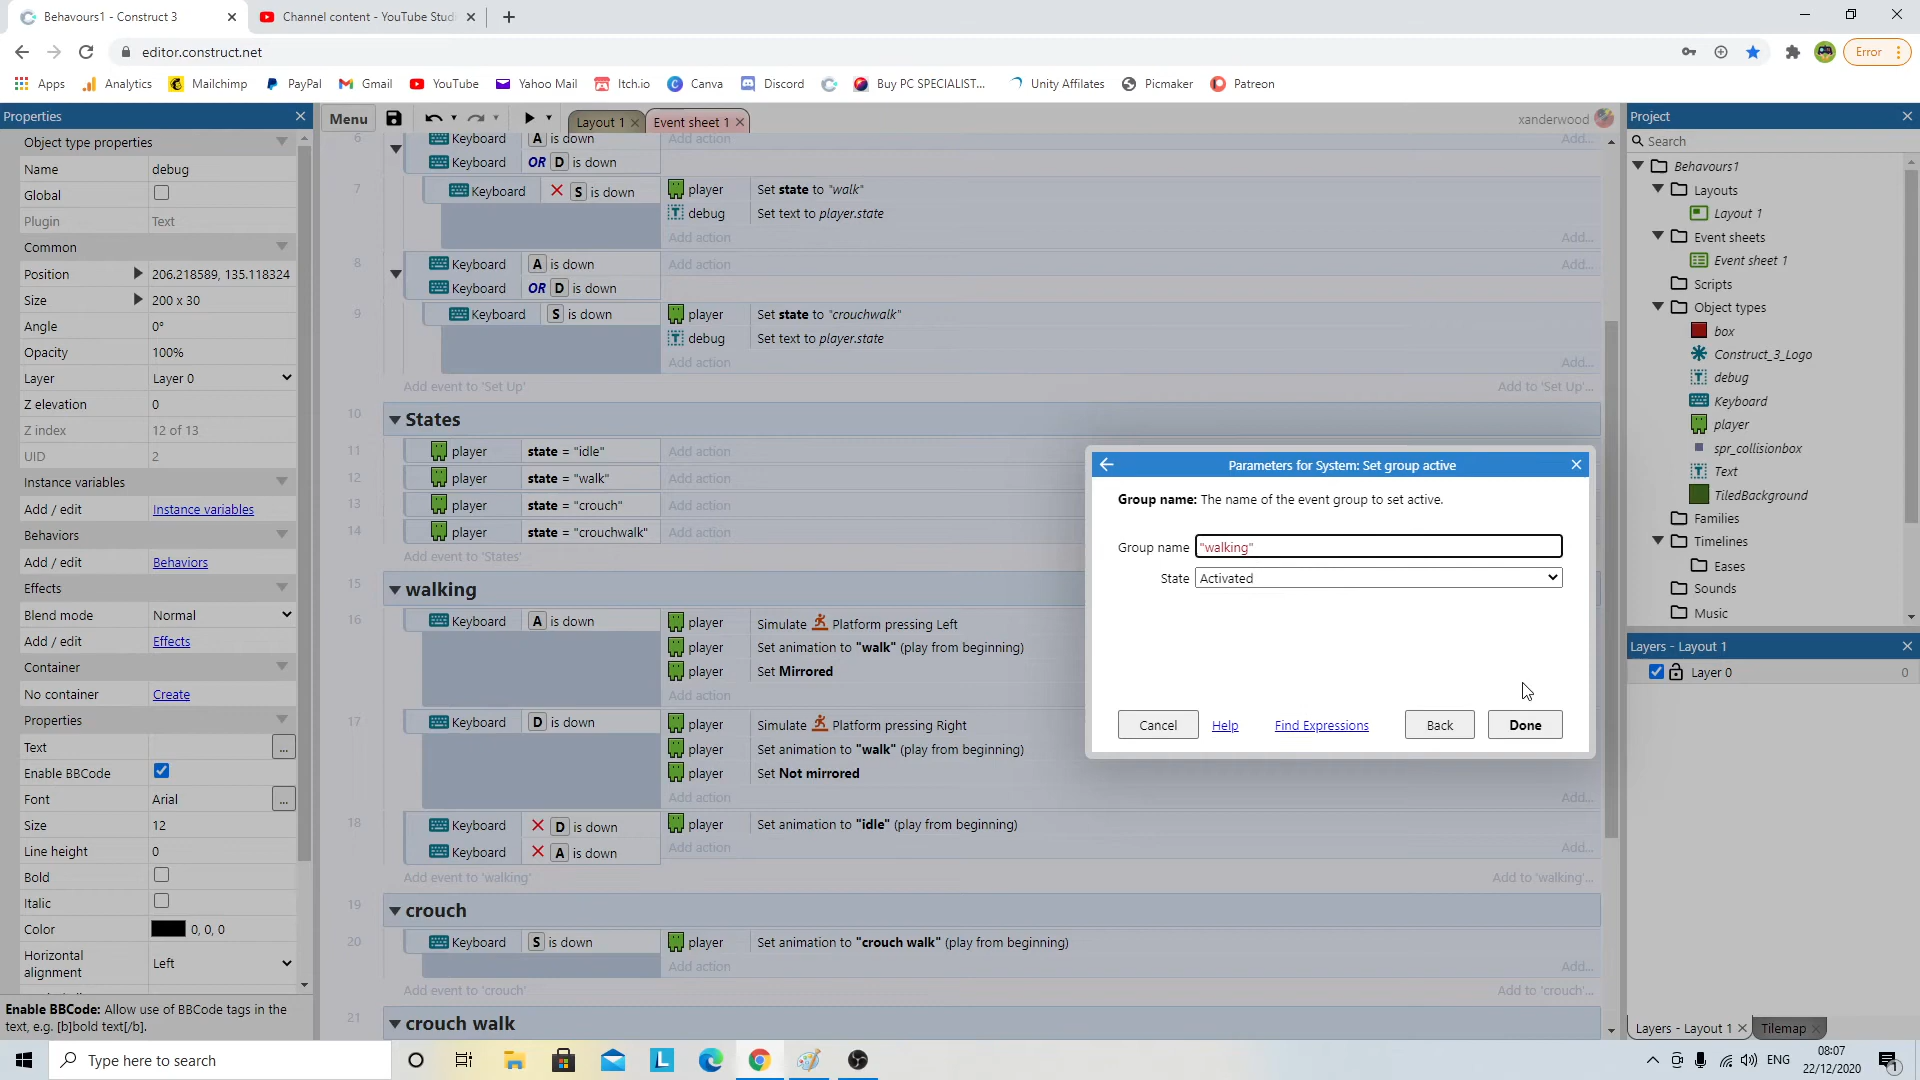 Behavours1 - Construct 3
Channel content - YouTube Stud
editor.construct.net
Error
Apps
Analytics
Mailchimp
PayPal
Gmail
YouTube
Yahoo Mail
Itch.io
Canva
Discord
Buy PC SPECIALIST...
Unity Affilates
Picmaker
Patreon
Properties
Menu
Layout 1
Event sheet 1
xanderwood
Project
Object type properties
Name debug
Global
Plugin Text
Common
Position 206.218589, 135.118324
Size 200 x 30
Angle 0°
Opacity 100%
Layer Layer 0
Z elevation 0
Z index 12 of 13
UID 2
Instance variables
Add / edit Instance variables
Behaviors
Add / edit Behaviors
Effects
Blend mode Normal
Add / edit Effects
Container
No container Create
Properties
Text ...
Enable BBCode
Font Arial ...
Size 12
Line height 0
Bold
Italic
Color 0, 0, 0
Horizontal alignment Left
Enable BBCode: Allow use of BBCode tags in the
text, e.g. [b]bold text[/b].
6 Keyboard A is down Add action Add...
Keyboard OR D is down
7 Keyboard S is down player Set state to "walk"
debug Set text to player.state
Add action Add...
8 Keyboard A is down Add action Add...
Keyboard OR D is down
9 Keyboard S is down player Set state to "crouchwalk"
debug Set text to player.state
Add action Add...
Add event to 'Set Up' Add to 'Set Up'...
10 States
11 player state = "idle" Add action
12 player state = "walk" Add action
13 player state = "crouch" Add action
14 player state = "crouchwalk" Add action
Add event to 'States'
15 walking
16 Keyboard A is down player Simulate Platform pressing Left
player Set animation to "walk" (play from beginning)
player Set Mirrored
Add action
17 Keyboard D is down player Simulate Platform pressing Right
player Set animation to "walk" (play from beginning)
player Set Not mirrored
Add action Add...
18 Keyboard D is down player Set animation to "idle" (play from beginning)
Keyboard A is down Add action Add...
Add event to 'walking' Add to 'walking'...
19 crouch
20 Keyboard S is down player Set animation to "crouch walk" (play from beginning)
Add action Add...
Add event to 'crouch' Add to 'crouch'...
21 crouch walk
Parameters for System: Set group active
Group name: The name of the event group to set active.
Group name "walking"
State Activated
Cancel
Help
Find Expressions
Back
Done
Search
Behavours1
Layouts
Layout 1
Event sheets
Event sheet 1
Scripts
Object types
box
Construct_3_Logo
debug
Keyboard
player
spr_collisionbox
Text
TiledBackground
Families
Timelines
Eases
Sounds
Music
Layers - Layout 1
Layer 0 0
Layers - Layout 1
Tilemap
Type here to search
ENG
08:07
22/12/2020
1